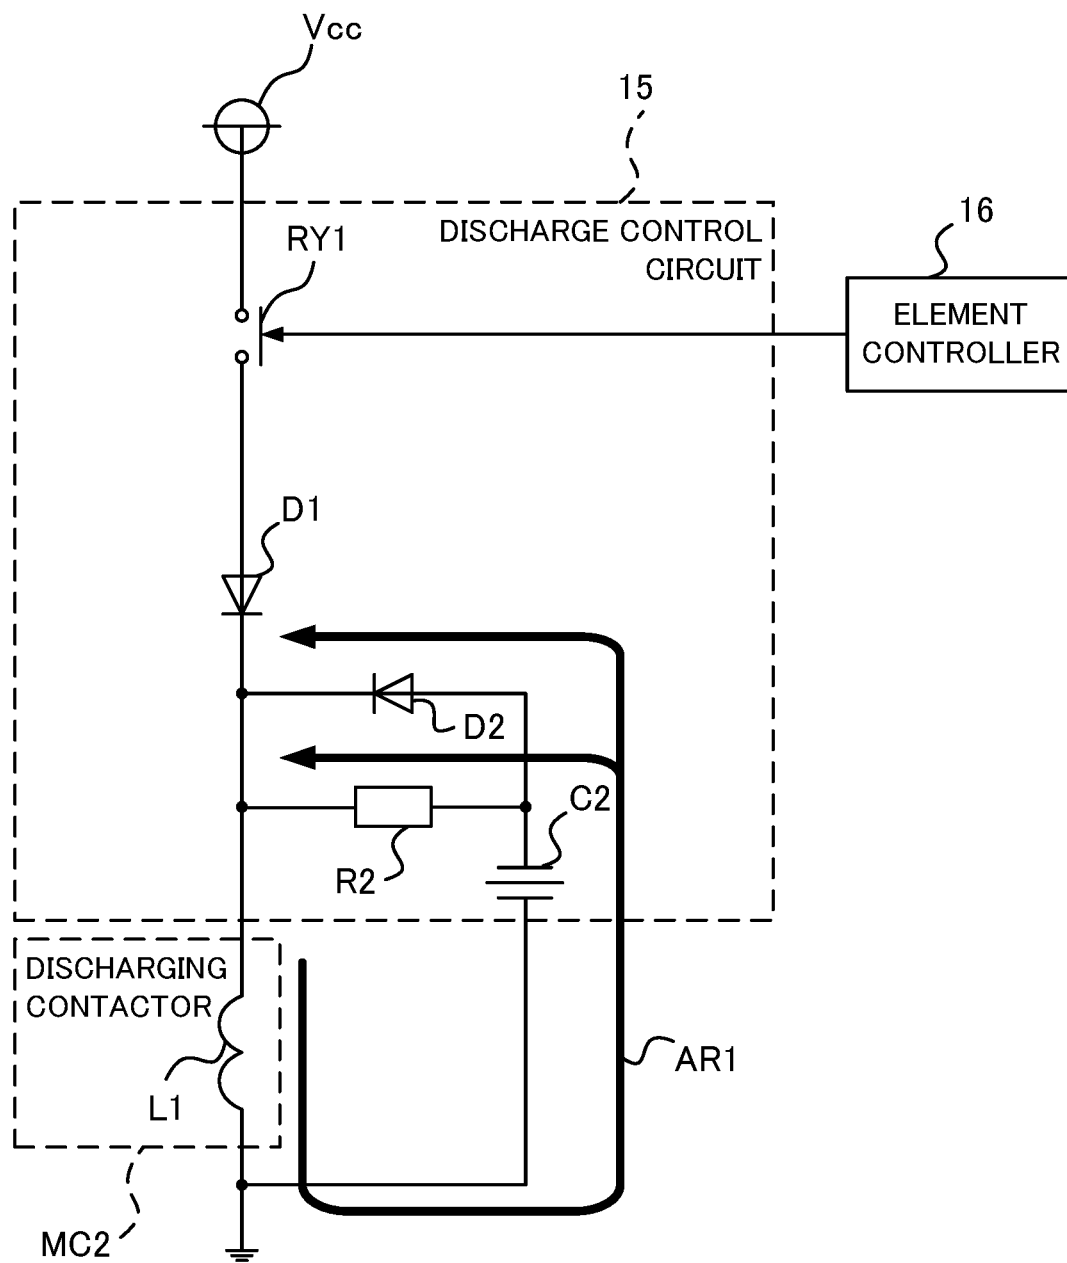 Vcc
15
DISCHARGE CONTROL
CIRCUIT
RY1
16
ELEMENT
CONTROLLER
D1
D2
C2
R2
DISCHARGING
CONTACTOR
L1
AR1
MC2